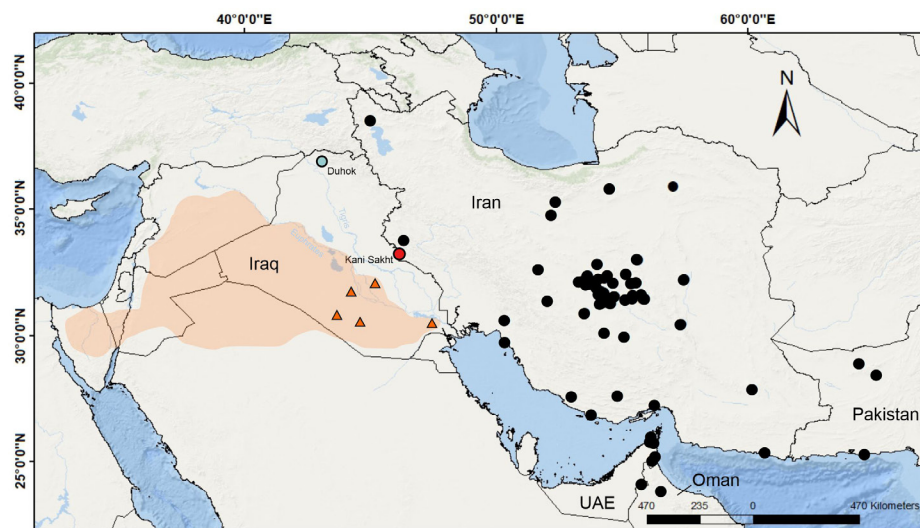 40°0'0"E
50°0'0"E
60°0'0"E
40°0'0"N
35°0'0"N
30°0'0"N
25°0'0"N
N
Duhok
Iran
Tigris
Kani Sakht
Iraq
Pakistan
Oman
UAE
470 235 0 470 Kilometers